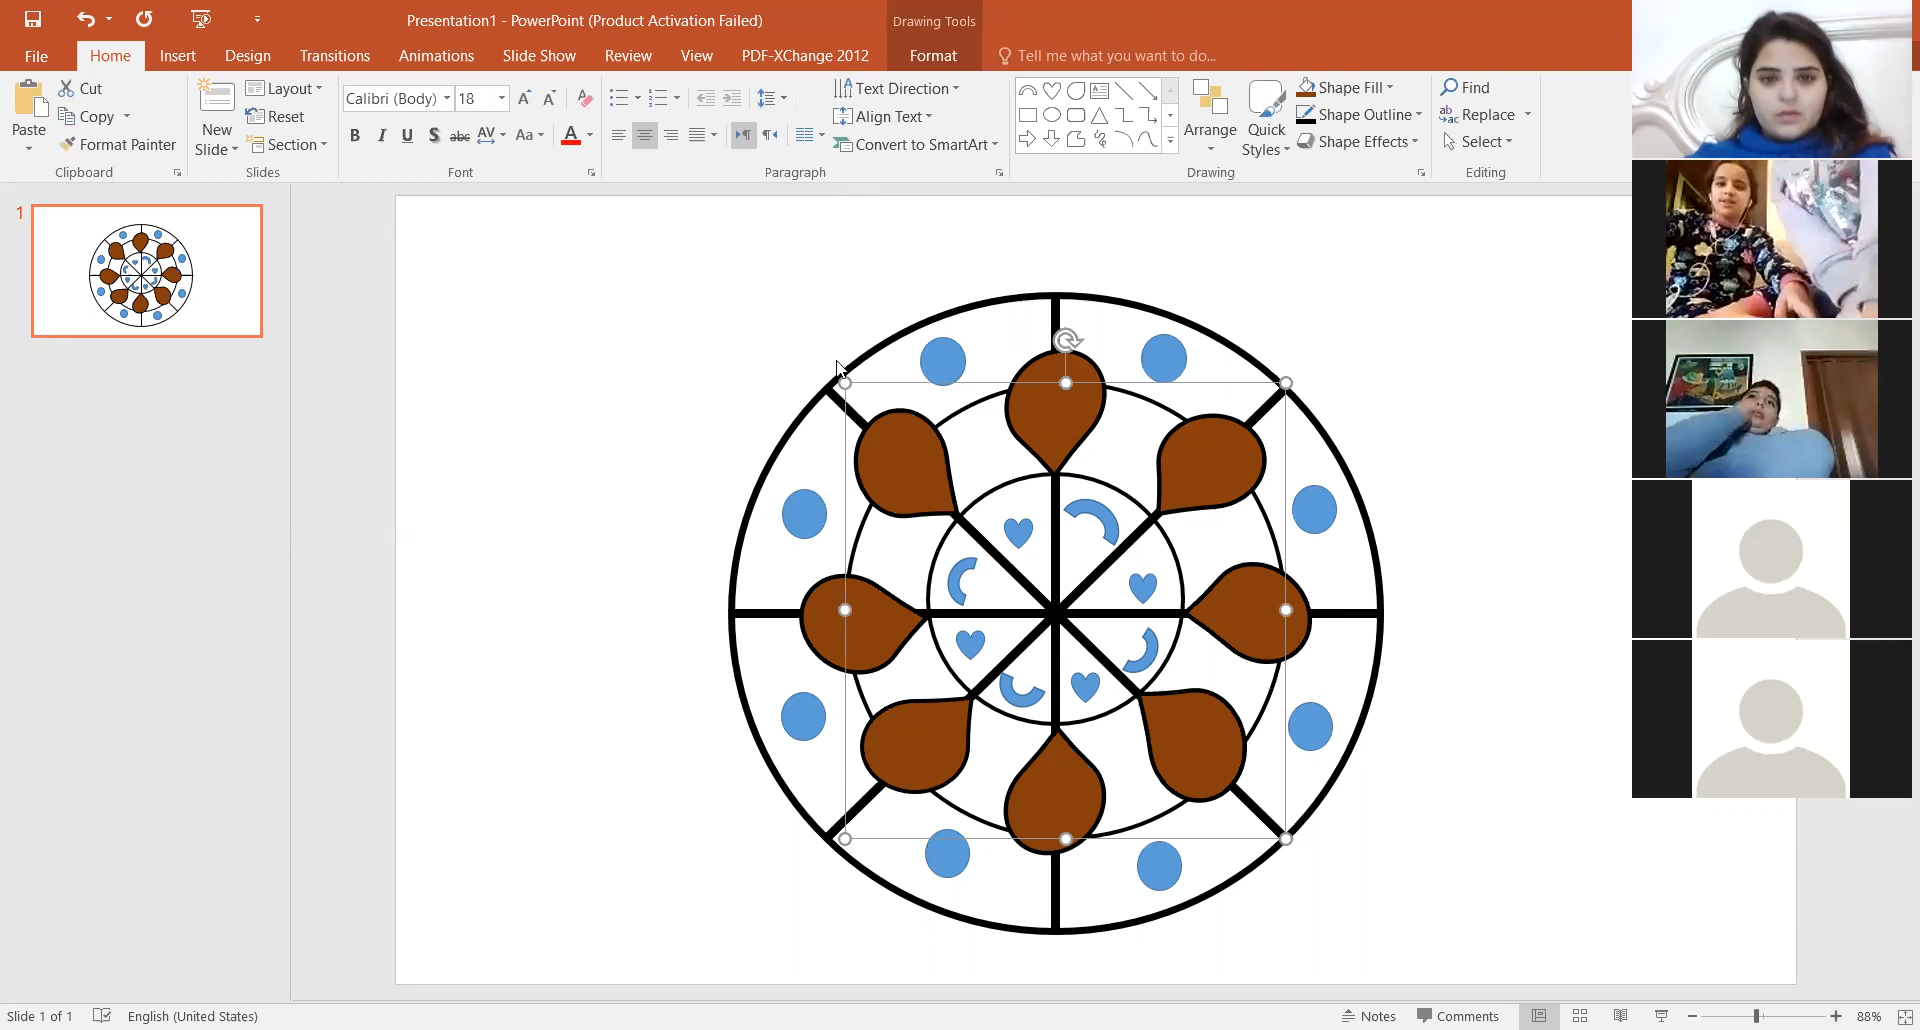 Presentation1 - PowerPoint (Product Activation Failed)
Drawing Tools
File Home Insert Design Transitions Animations Slide Show Review View PDF-XChange 2012 Format Tell me what you want to do...
Paste
Cut
Copy
Format Painter
Clipboard
New
Slide
Layout
Reset
Section
Slides
Calibri (Body) 18
B I U S abc AV Aa A
Font
Text Direction
Align Text
Convert to SmartArt
Paragraph
Arrange
Quick
Styles
Shape Fill
Shape Outline
Shape Effects
Drawing
Find
Replace
Select
Editing
1
Slide 1 of 1 English (United States) Notes Comments 88%